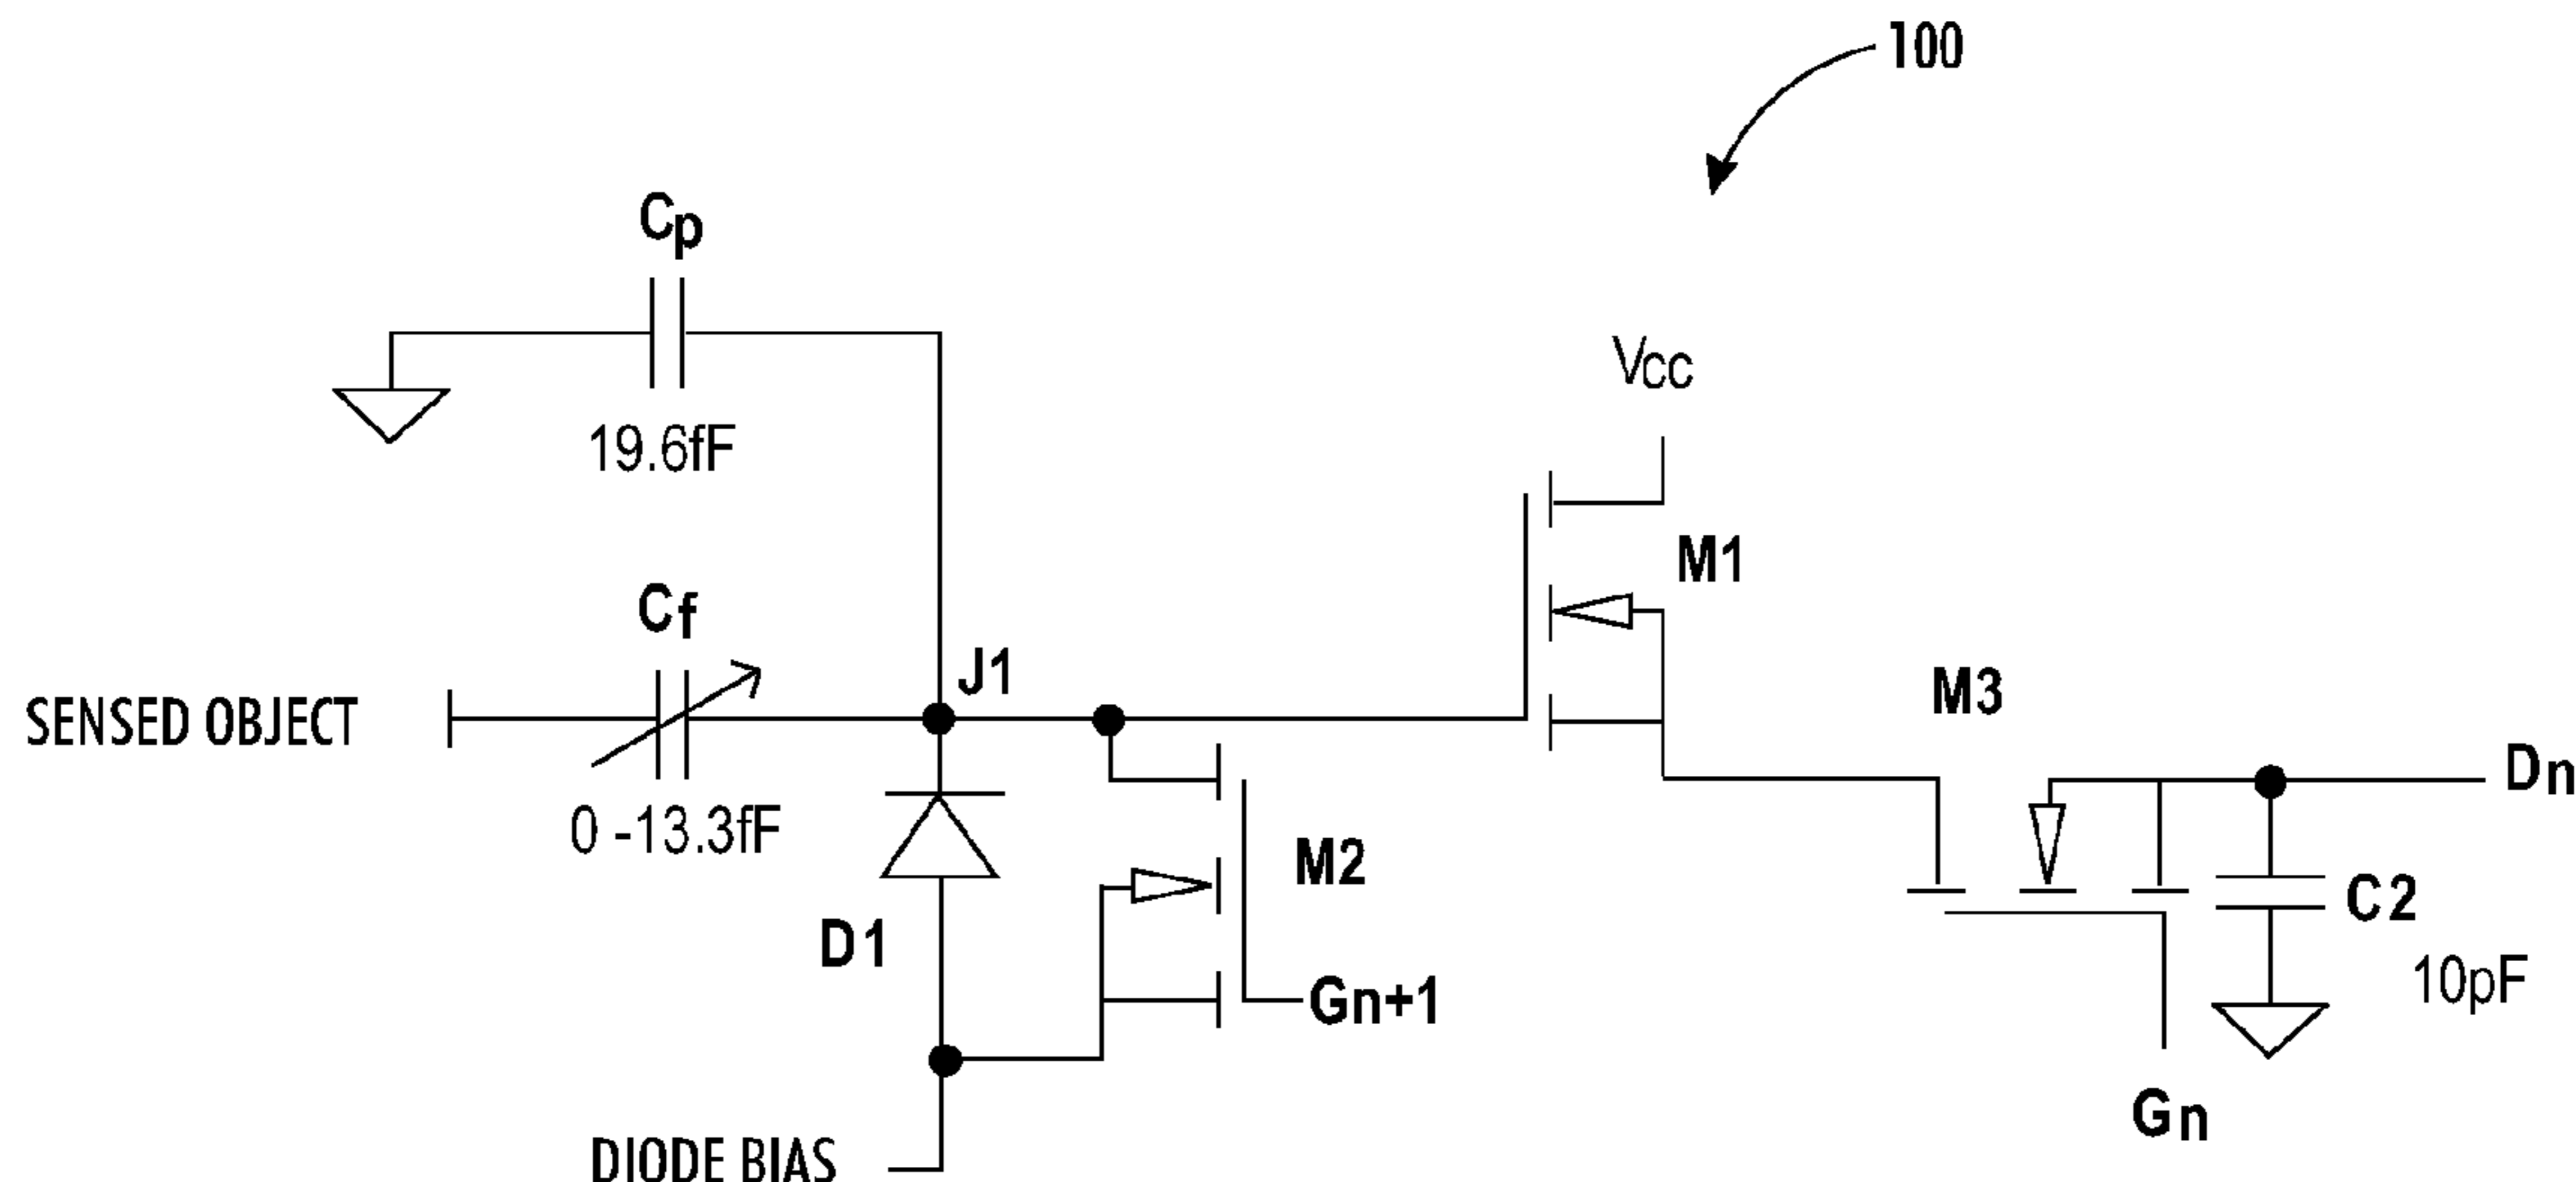 100
Cp
19.6fF
VCC
M1
Cf
J1
M3
SENSED OBJECT
0 -13.3fF
Dn
M2
C2
D1
10pF
Gn+1
Gn
DIODE BIAS